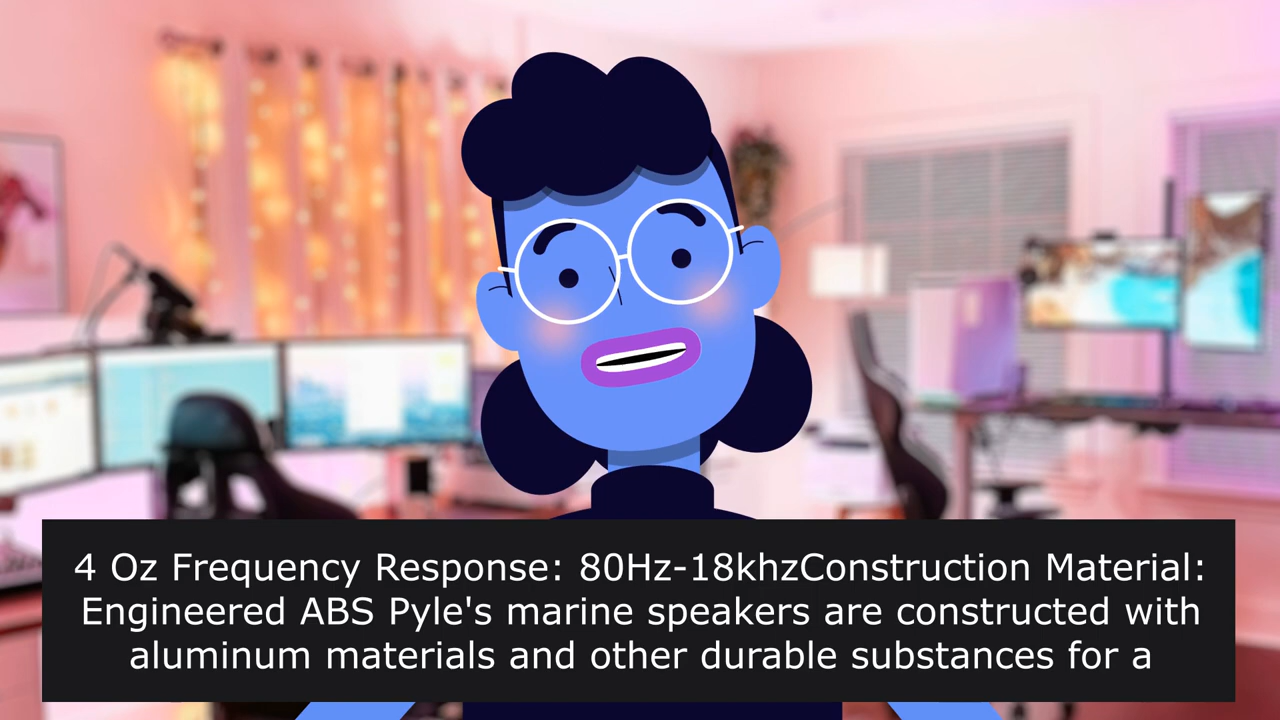 4 Oz Frequency Response: 80Hz-18khzConstruction Material:
Engineered ABS Pyle's marine speakers are constructed with
aluminum materials and other durable substances for a